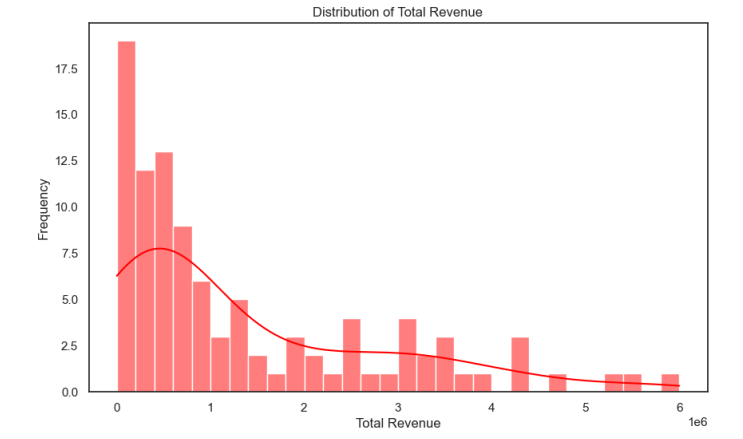 Distribution of Total Revenue
Frequency
17.5
15.0
12.5
10.0
7.5
5.0
2.5
0.0
0 1 2 3 4 5 6
1e6
Total Revenue